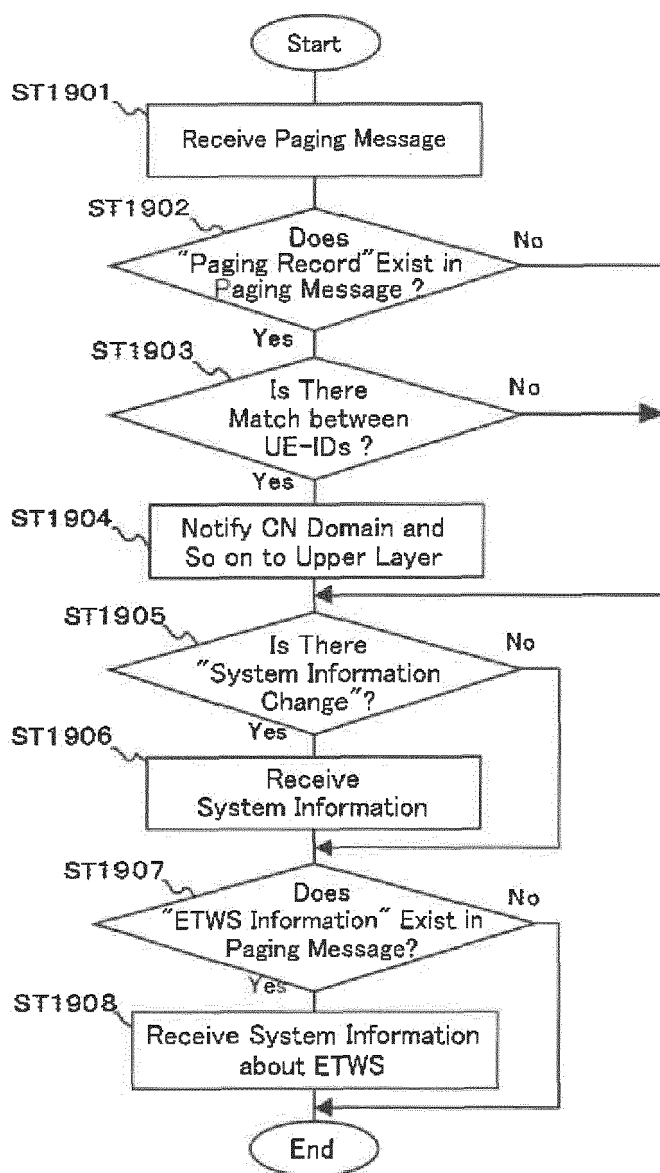 Start
ST1901
Receive Paging Message
ST1902
Does
"Paging Record" Exist in
Paging Message ?
No
Yes
ST1903
Is There
Match between
UE-IDs ?
No
Yes
ST1904
Notify CN Domain and
So on to Upper Layer
ST1905
Is There
"System Information
Change"?
No
Yes
ST1906
Receive
System Information
ST1907
Does
"ETWS Information" Exist in
Paging Message?
No
Yes
ST1908
Receive System Information
about ETWS
End